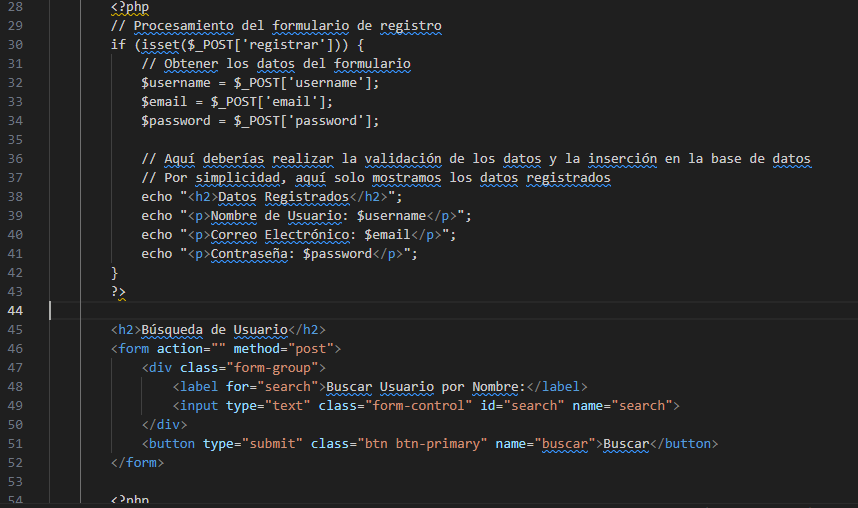 28 <?php
29 // Procesamiento del formulario de registro
30 if (isset($_POST['registrar'])) {
31 // Obtener los datos del formulario
32 $username = $_POST['username'];
33 $email = $_POST['email'];
34 $password = $_POST['password'];
35
36 // Aquí deberías realizar la validación de los datos y la inserción en la base de datos
37 // Por simplicidad, aquí solo mostramos los datos registrados
38 echo "<h2>Datos Registrados</h2>";
39 echo "<p>Nombre de Usuario: $username</p>";
40 echo "<p>Correo Electrónico: $email</p>";
41 echo "<p>Contraseña: $password</p>";
42 }
43 ?>
44
45 <h2>Búsqueda de Usuario</h2>
46 <form action="" method="post">
47 <div class="form-group">
48 <label for="search">Buscar Usuario por Nombre:</label>
49 <input type="text" class="form-control" id="search" name="search">
50 </div>
51 <button type="submit" class="btn btn-primary" name="buscar">Buscar</button>
52 </form>
53
54 <?php